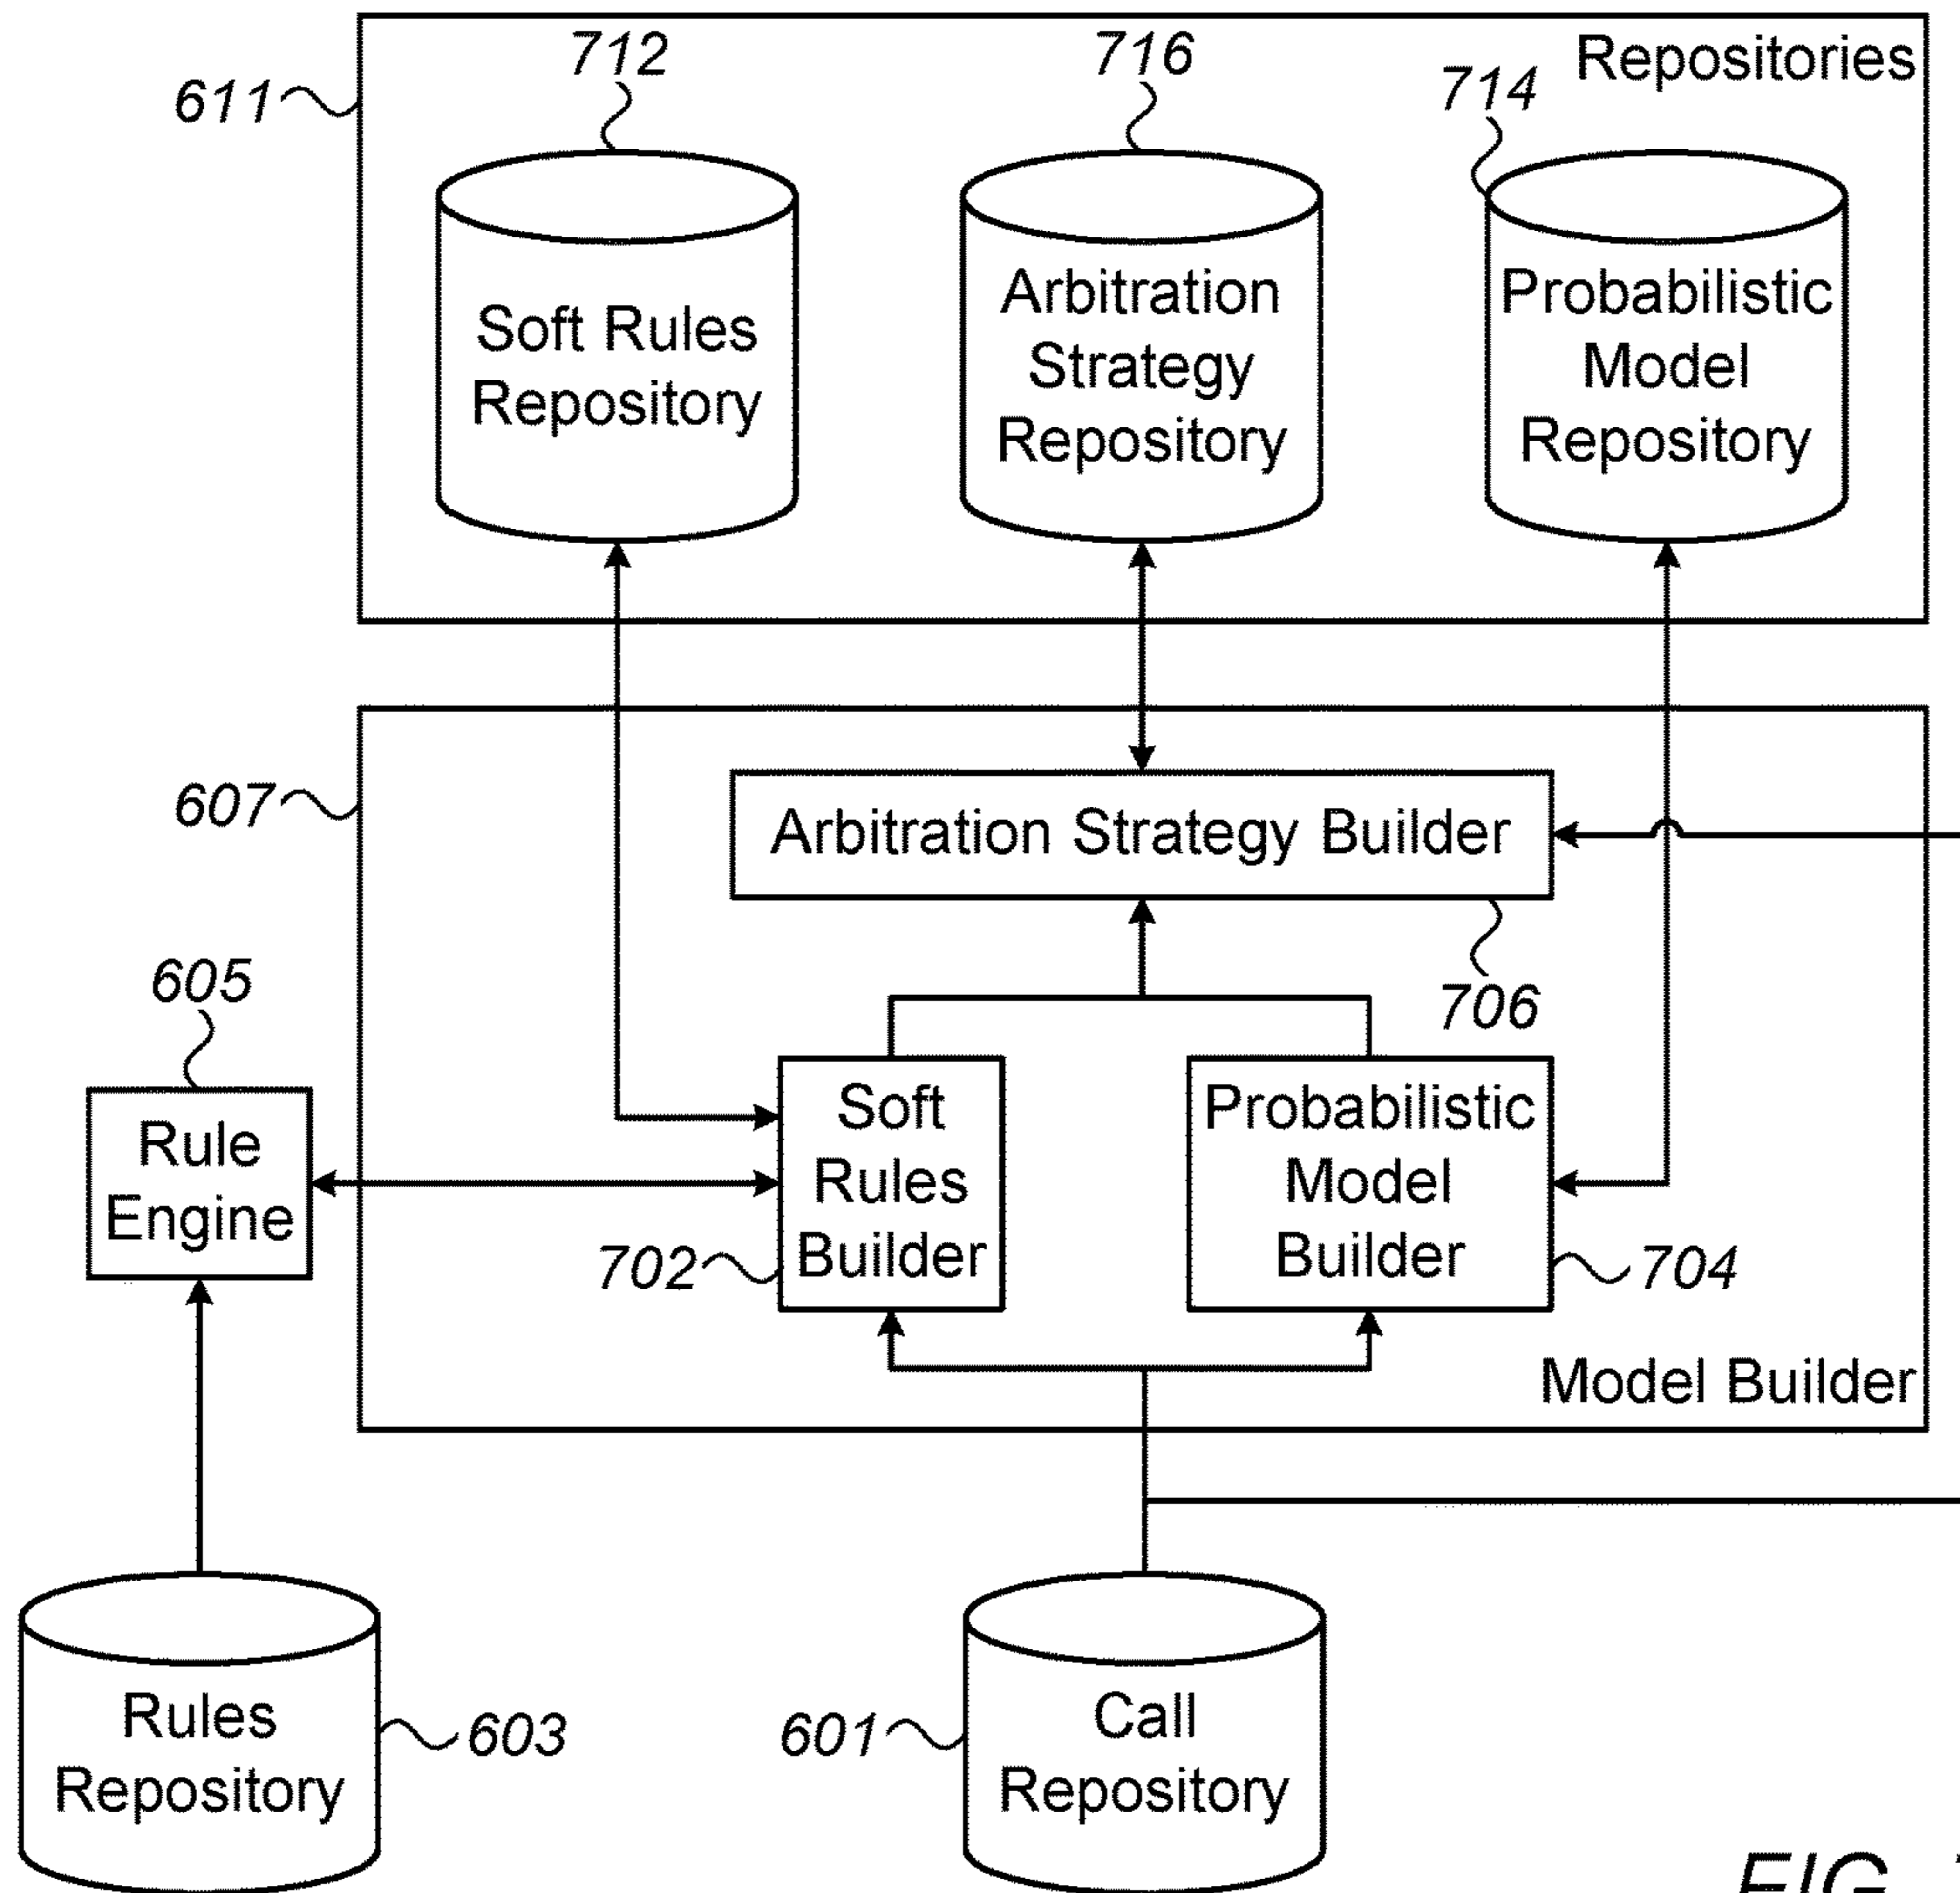 712
716
Repositories
714
611
Soft Rules
Repository
Arbitration
Strategy
Repository
Probabilistic
Model
Repository
607
Arbitration Strategy Builder
706
605
Rule
Engine
Soft
Rules
Builder
702
Probabilistic
Model
Builder
704
Model Builder
Rules
Repository
603
601
Call
Repository
FIG.